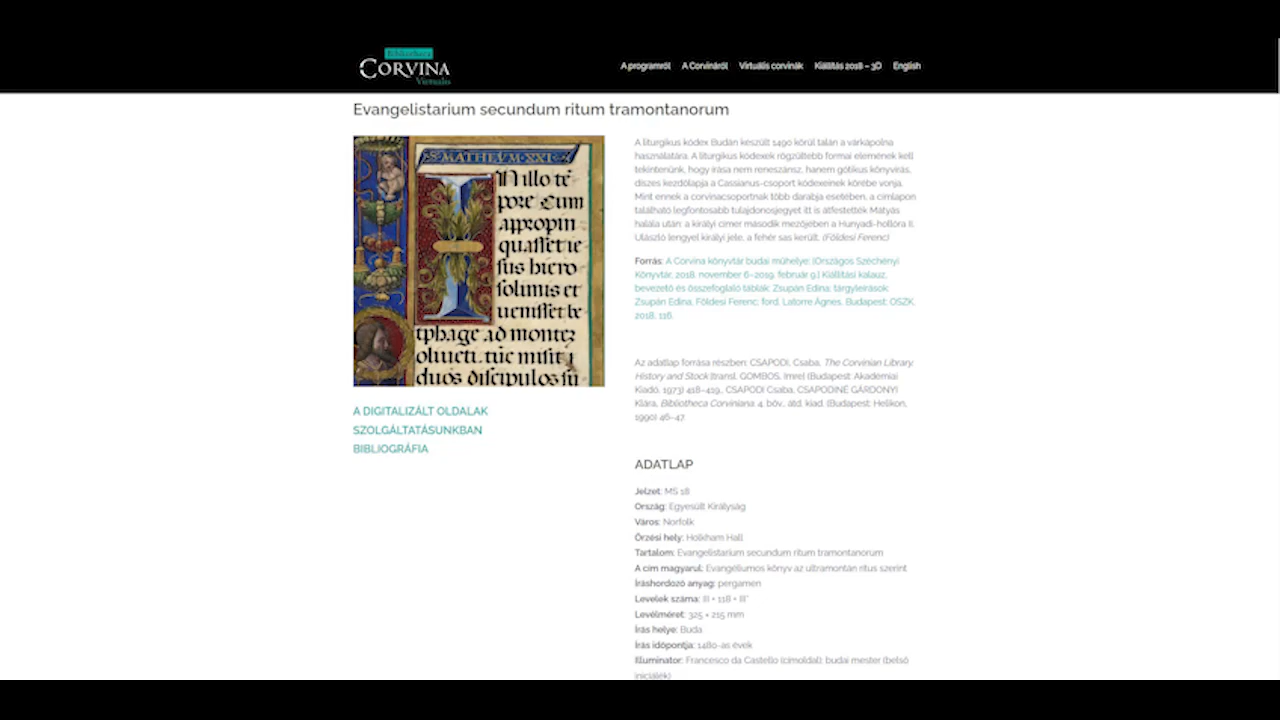 Bibliotheca
CORVINA
Virtualis
A programról
A Corvináról
Virtuális corvinák
Kiállítás 2018 – 3D
English
Evangelistarium secundum ritum tramontanorum
S·MATHEVM·XXI·
In illo tē
pore Cum
appropin
quasset ie
sus hiero
solimis et
uenisset be
tphage ad montez
oliueti. tūc misit
duos discipulos su
A DIGITALIZÁLT OLDALAK
SZOLGÁLTATÁSUNKBAN
BIBLIOGRÁFIA
A liturgikus kódex Budán készült 1490 körül talán a várkápolna
használatára. A liturgikus kódexek rögzültebb formai elemének kell
tekintenünk, hogy írása nem reneszánsz, hanem gótikus könyvírás,
díszes kezdőlapja a Cassianus-csoport kódexeinek körébe vonja.
Mint ennek a corvinacsoportnak több darabja esetében, a címlapon
található legfontosabb tulajdonosjegyet itt is átfestették Mátyás
halála után: a királyi címer második mezőjében a Hunyadi-hollóra II.
Ulászló lengyel királyi jele, a fehér sas került. (Földesi Ferenc)
Forrás: A Corvina könyvtár budai műhelye: [Országos Széchényi
Könyvtár, 2018. november 6–2019. február 9.] Kiállítási kalauz,
bevezető és összefoglaló táblák: Zsupán Edina; tárgyleírások:
Zsupán Edina, Földesi Ferenc; ford. Latorre Ágnes, Budapest: OSZK,
2018, 116.
Az adatlap forrása részben: CSAPODI, Csaba, The Corvinian Library.
History and Stock [transl. GOMBOS, Imre] (Budapest: Akadémiai
Kiadó, 1973) 418–419., CSAPODI Csaba, CSAPODINÉ GÁRDONYI
Klára, Bibliotheca Corviniana, 4. bőv., átd. kiad. (Budapest: Helikon,
1990) 46–47.
ADATLAP
Jelzet: MS 18
Ország: Egyesült Királyság
Város: Norfolk
Őrzési hely: Holkham Hall
Tartalom: Evangelistarium secundum ritum tramontanorum
A cím magyarul: Evangéliumos könyv az ultramontán rítus szerint
Íráshordozó anyag: pergamen
Levelek száma: III + 118 + III*
Levélméret: 325 × 215 mm
Írás helye: Buda
Írás időpontja: 1480-as évek
Illuminátor: Francesco da Castello (címoldal); budai mester (belső
iniciálék)